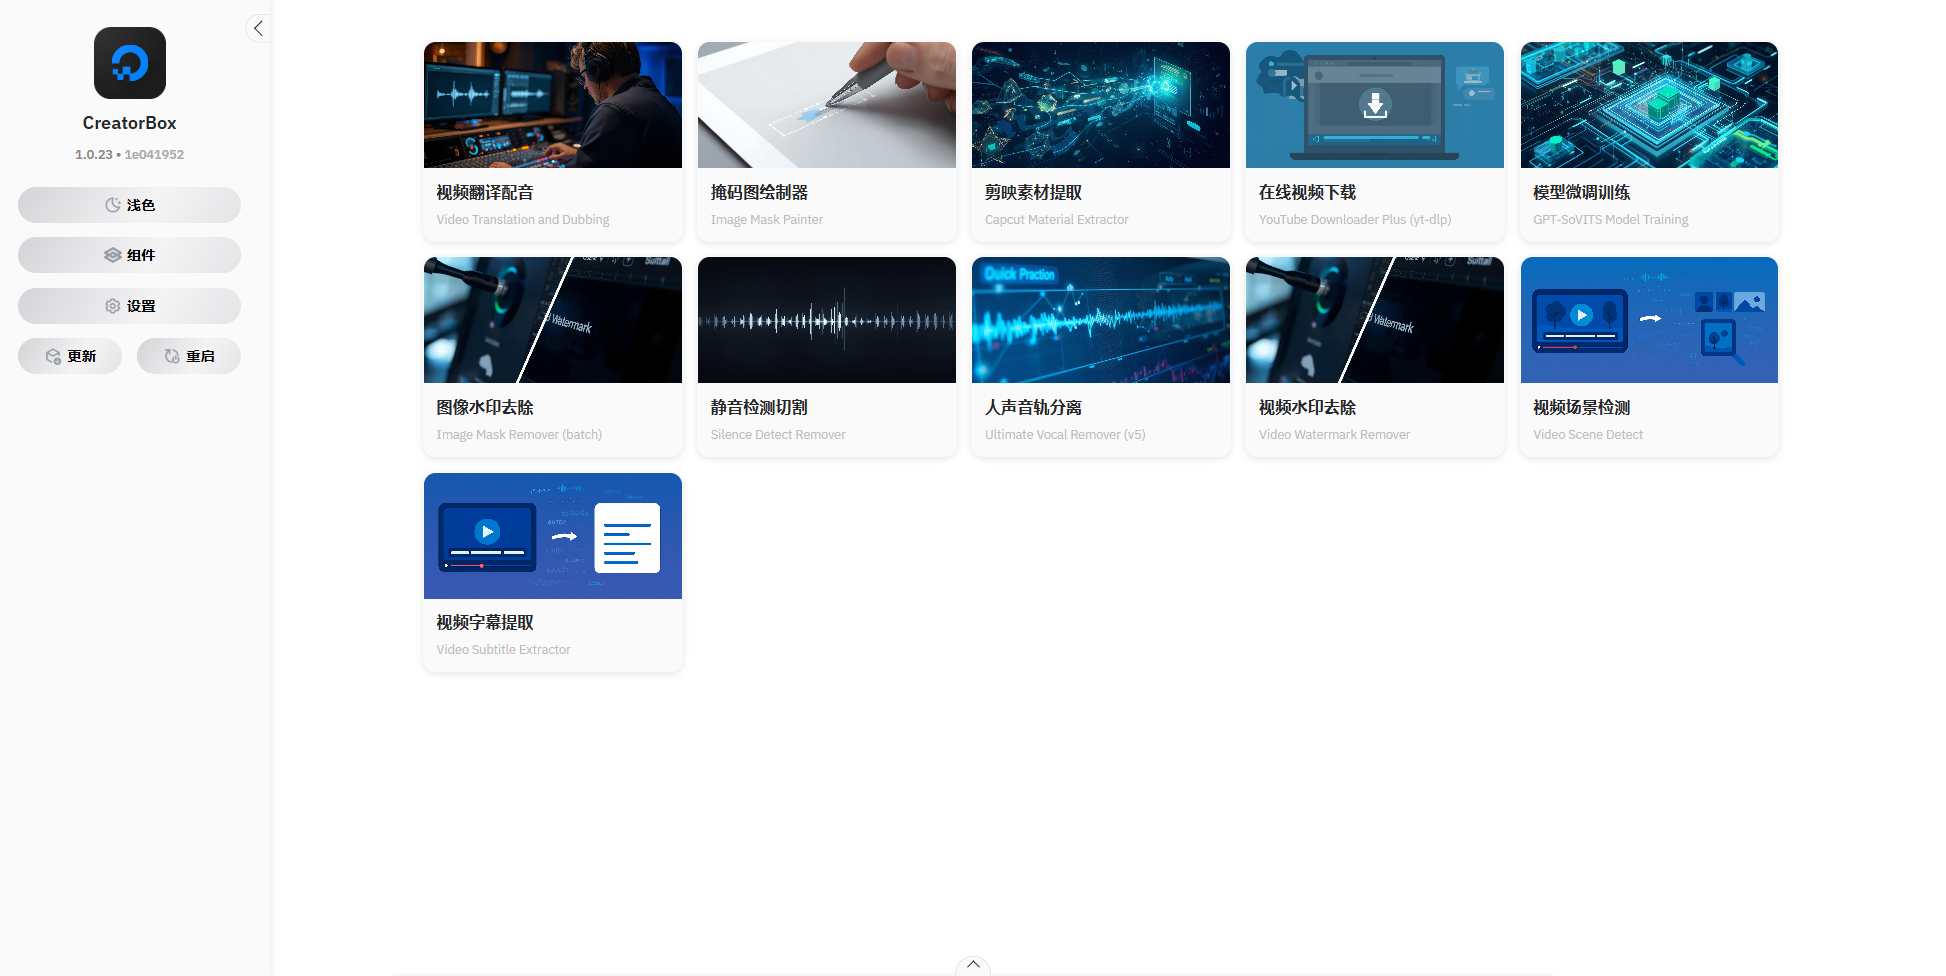 CreatorBox
1.0.23 • 1e041952
浅色
组件
设置
更新
重启
视频翻译配音
Video Translation and Dubbing
掩码图绘制器
Image Mask Painter
剪映素材提取
Capcut Material Extractor
在线视频下载
YouTube Downloader Plus (yt-dlp)
模型微调训练
GPT-SoVITS Model Training
Watermark
图像水印去除
Image Mask Remover (batch)
静音检测切割
Silence Detect Remover
Quick Praction
人声音轨分离
Ultimate Vocal Remover (v5)
Watermark
视频水印去除
Video Watermark Remover
视频场景检测
Video Scene Detect
视频字幕提取
Video Subtitle Extractor